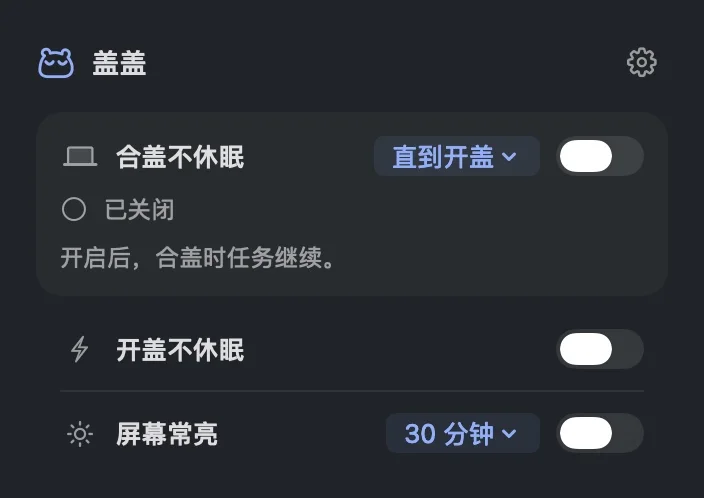 盖盖
合盖不休眠 直到开盖
已关闭
开启后，合盖时任务继续。
开盖不休眠
屏幕常亮 30 分钟